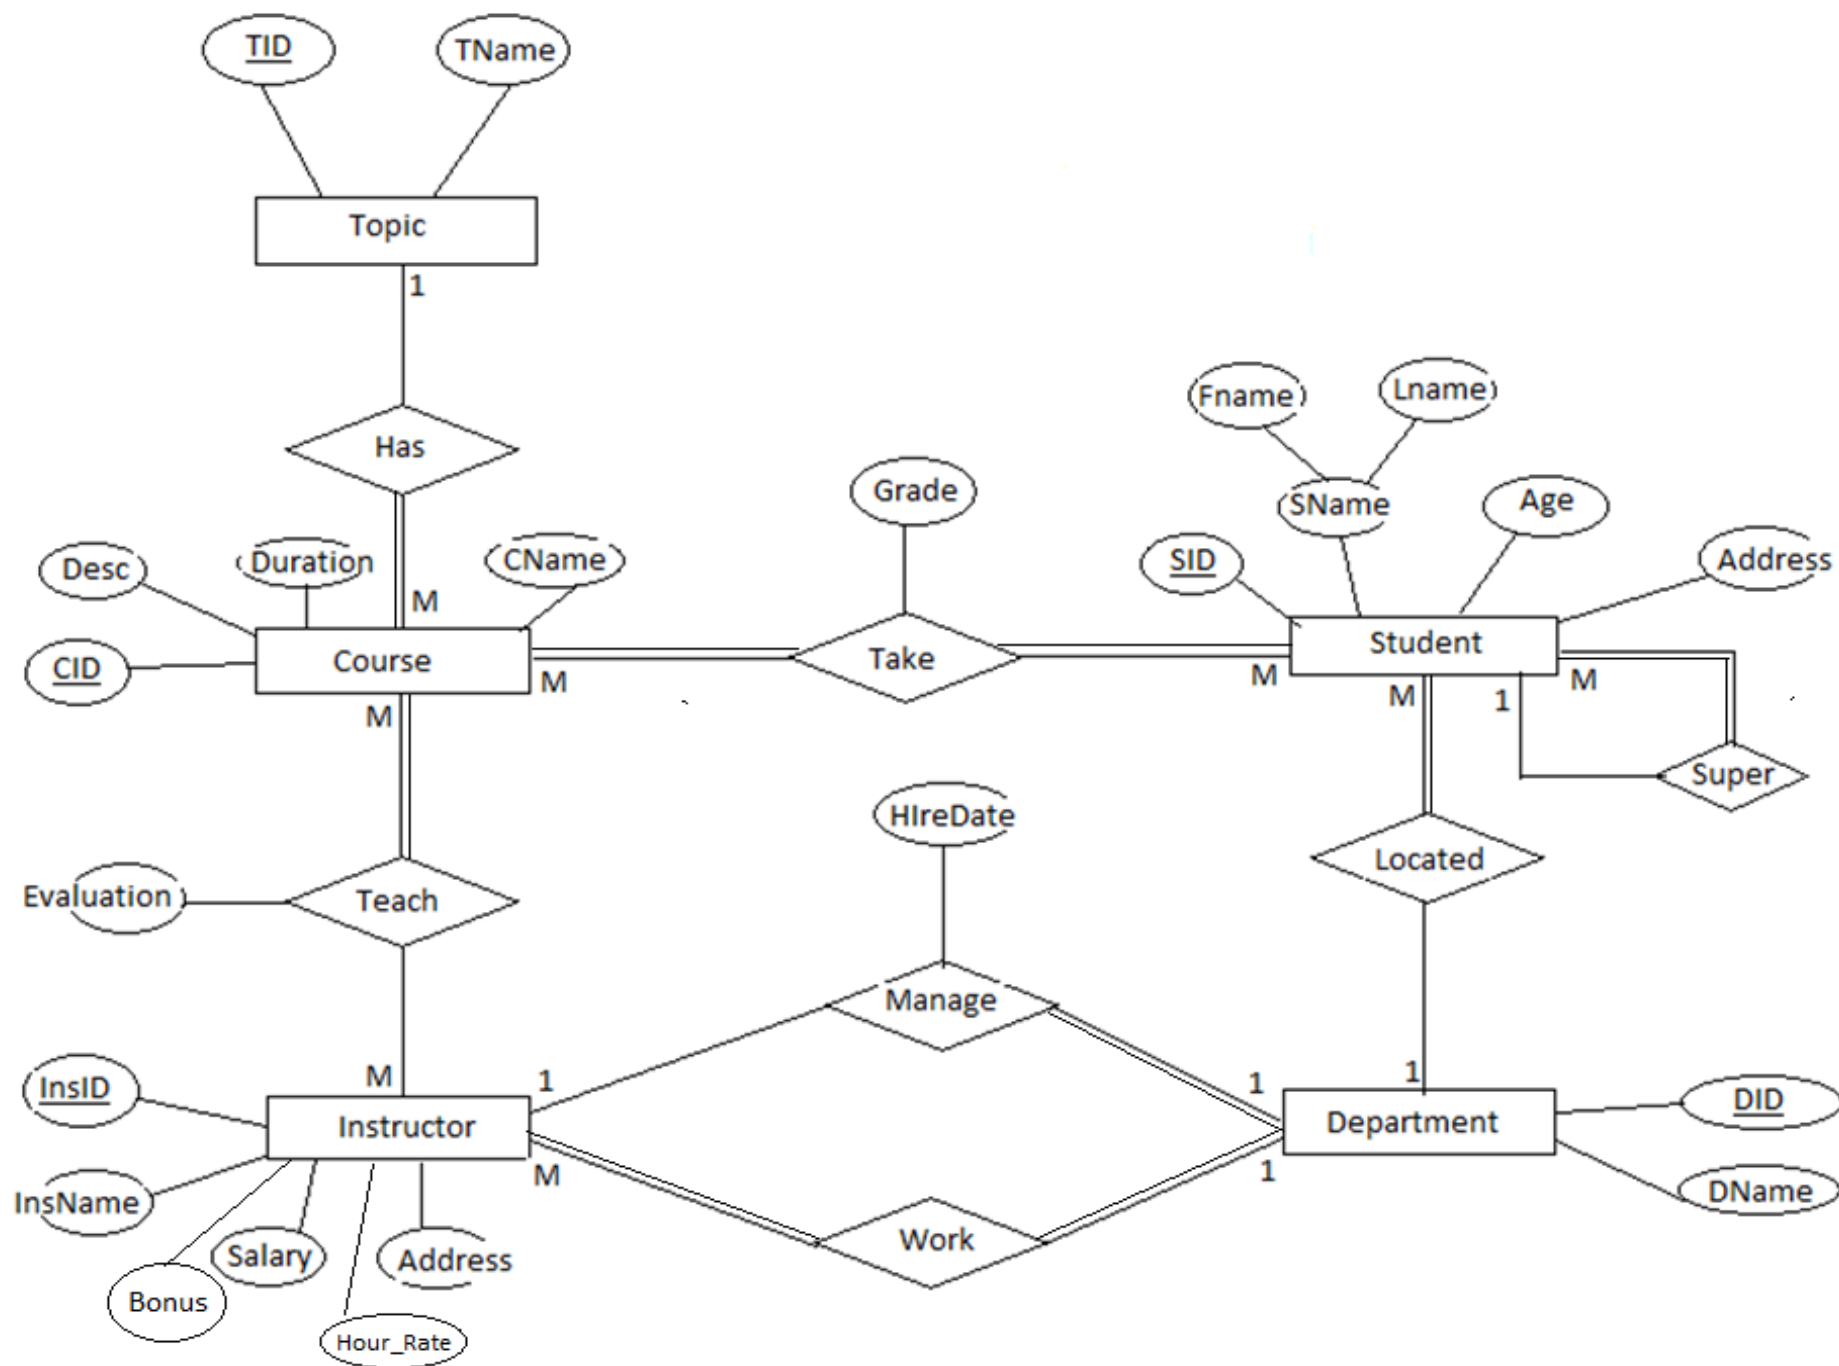 TID
TName
Topic
1
Has
M
Desc
Duration
CName
CID
Course
M
M
Grade
Take
M
Fname
Lname
SName
Age
SID
Address
Student
M
1
M
Super
Located
1
Evaluation
Teach
M
HIreDate
Manage
1
1
InsID
Instructor
InsName
Bonus
Salary
Hour_Rate
Address
M
Work
1
Department
DID
DName